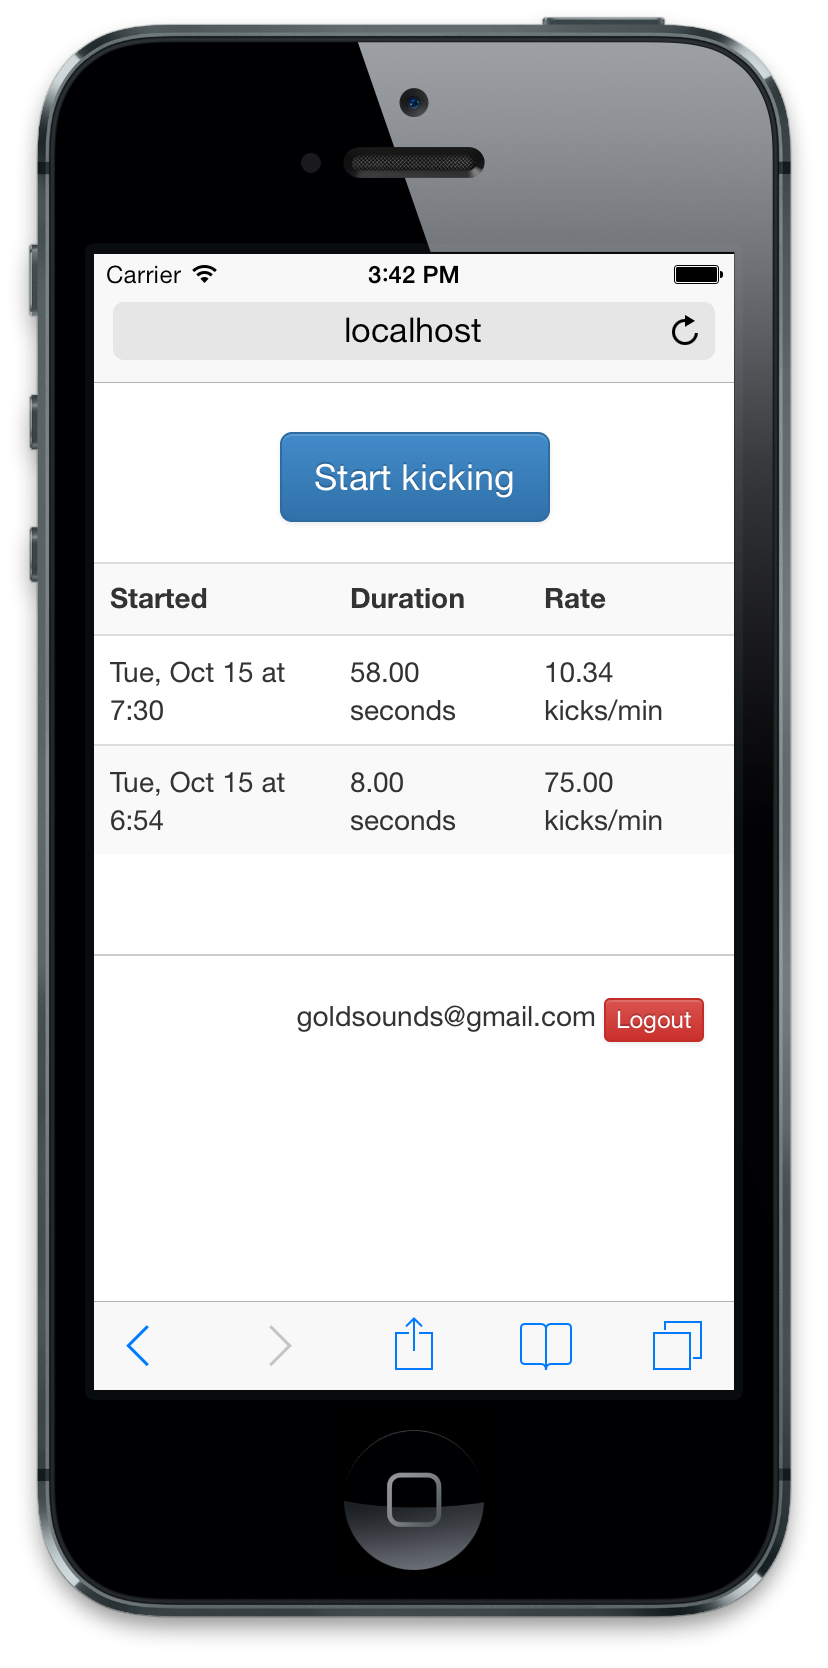 Carrier 3:42 PM
localhost
Start kicking
Started Duration Rate
Tue, Oct 15 at 58.00 10.34
7:30 seconds kicks/min
Tue, Oct 15 at 8.00 75.00
6:54 seconds kicks/min
goldsounds@gmail.com Logout